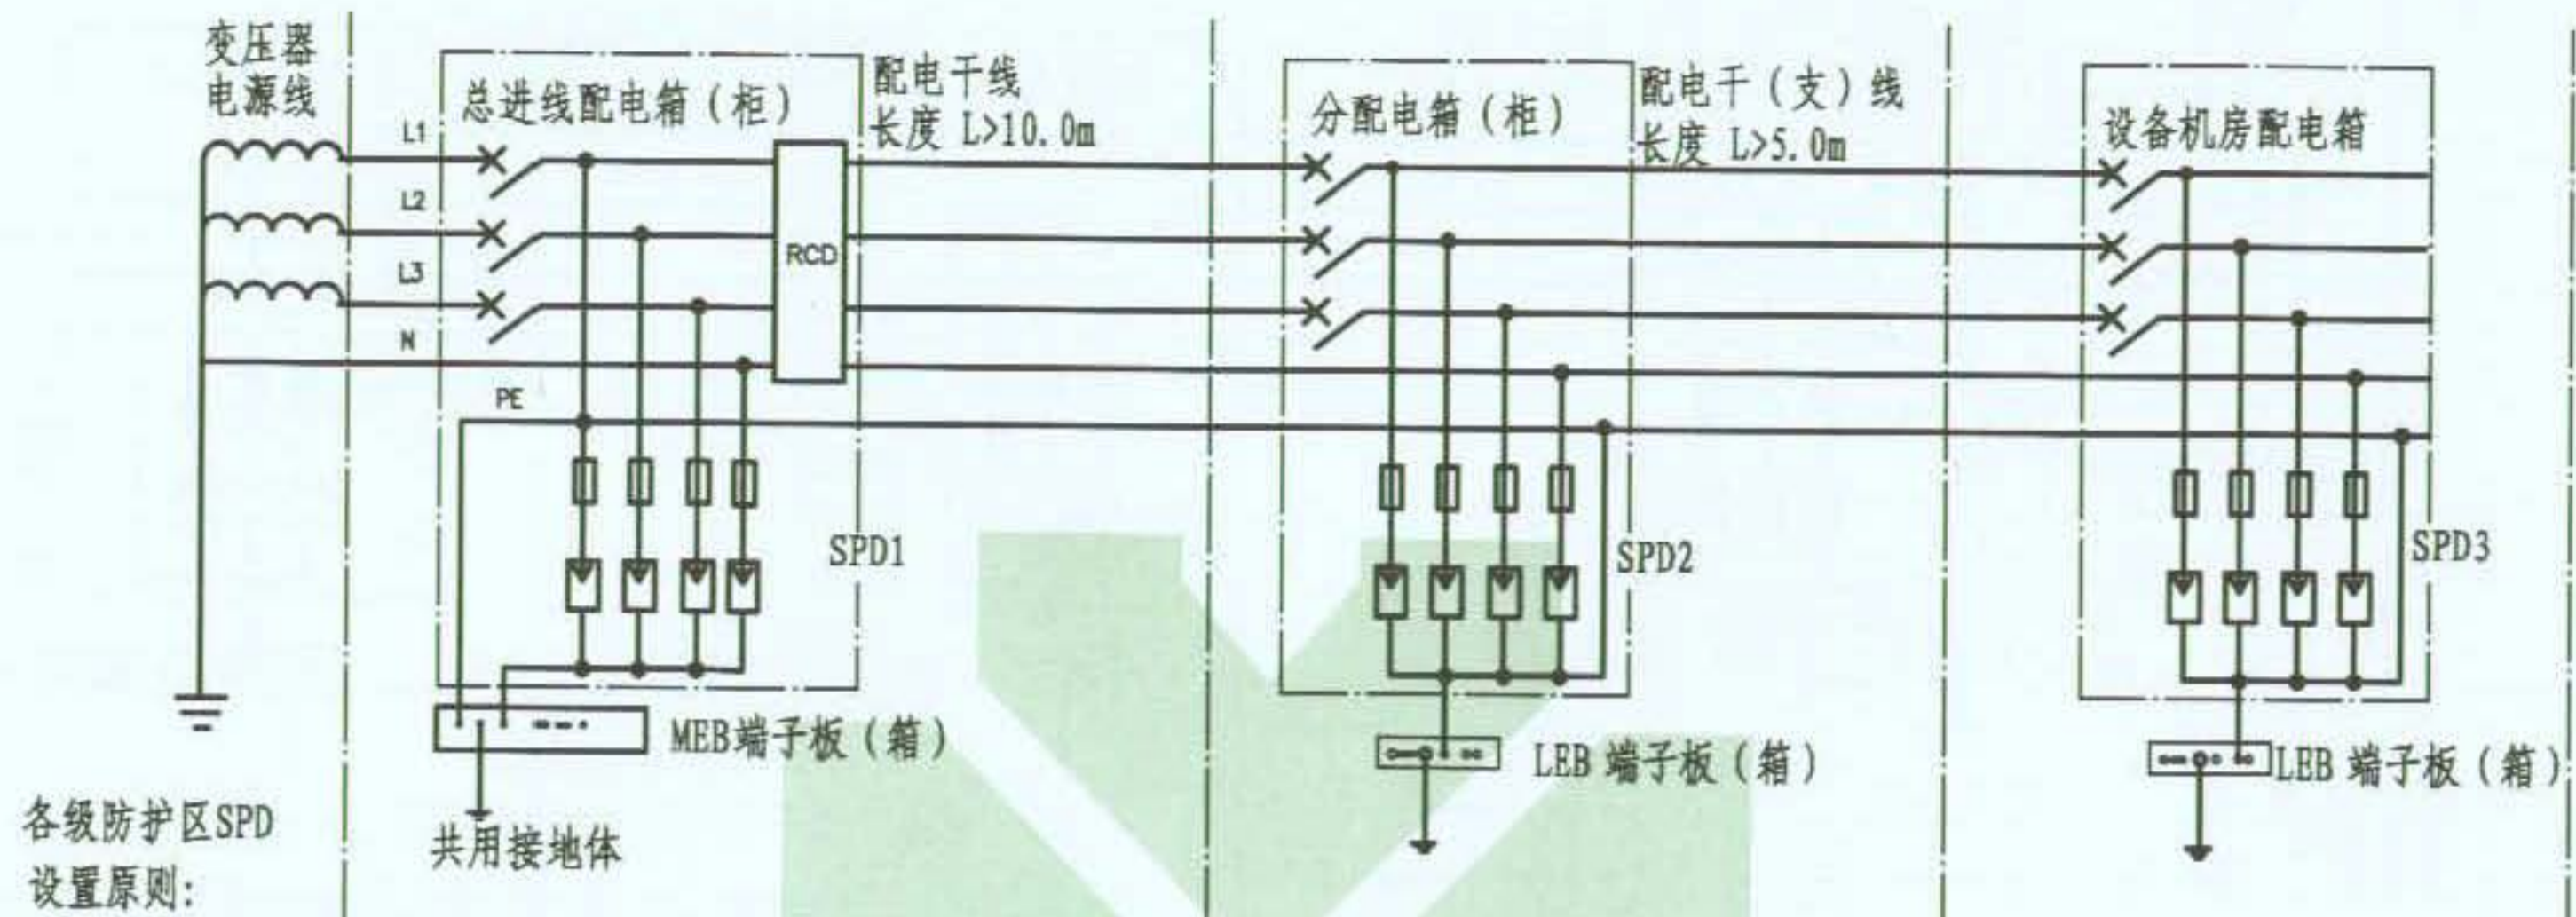 变压器
电源线
总进线配电箱（柜）
配电干线
长度 L>10.0m
分配电箱（柜）
配电干（支）线
长度 L>5.0m
设备机房配电箱
L1
L2
L3
N
PE
RCD
SPD1
SPD2
SPD3
MEB端子板（箱）
LEB 端子板（箱）
LEB 端子板（箱）
共用接地体
各级防护区SPD
设置原则: